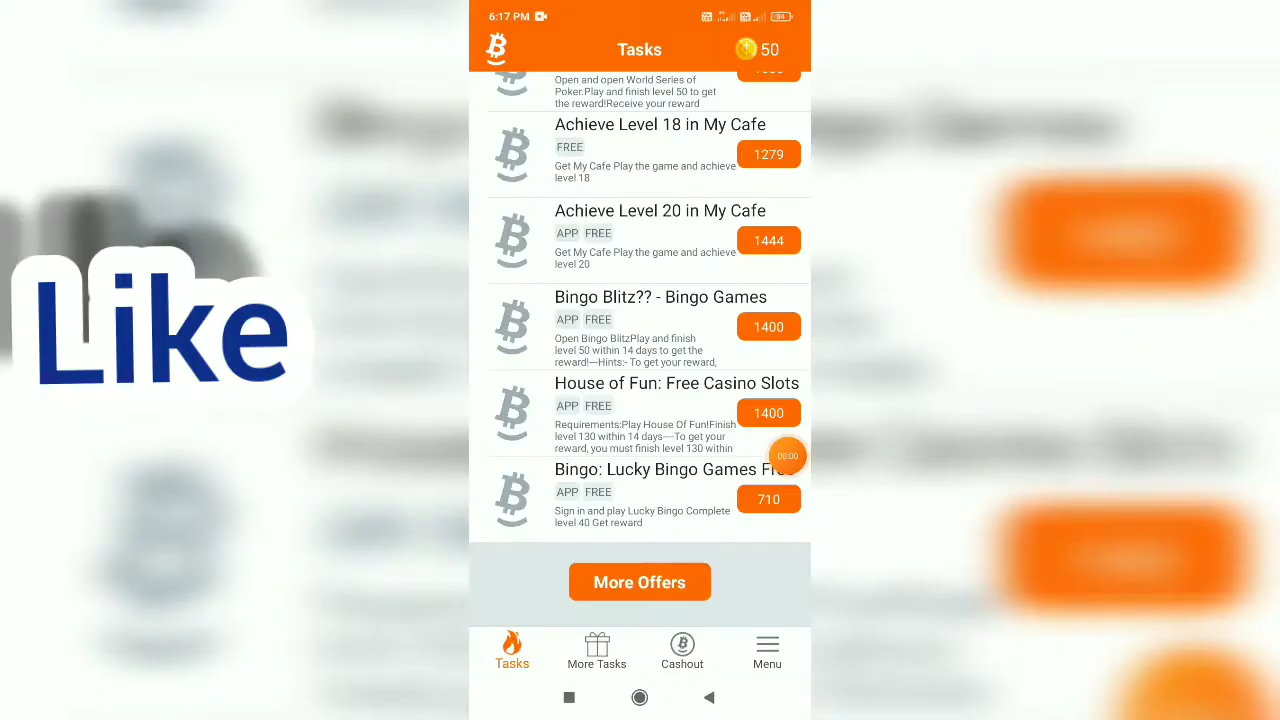 6:17 PM
84
Tasks
50
Open and open World Series of
Poker.Play and finish level 50 to get
the reward!Receive your reward
Achieve Level 18 in My Cafe
FREE
1279
Get My Cafe Play the game and achieve
level 18
Achieve Level 20 in My Cafe
APP FREE
1444
Get My Cafe Play the game and achieve
level 20
Bingo Blitz?? - Bingo Games
APP FREE
1400
Open Bingo BlitzPlay and finish
level 50 within 14 days to get the
reward!—Hints:- To get your reward,
House of Fun: Free Casino Slots
APP FREE
1400
Requirements:Play House Of Fun!Finish
level 130 within 14 days—-To get your
reward, you must finish level 130 within
00:00
Bingo: Lucky Bingo Games Free
APP FREE
710
Sign in and play Lucky Bingo Complete
level 40 Get reward
More Offers
Tasks
More Tasks
Cashout
Menu
Like